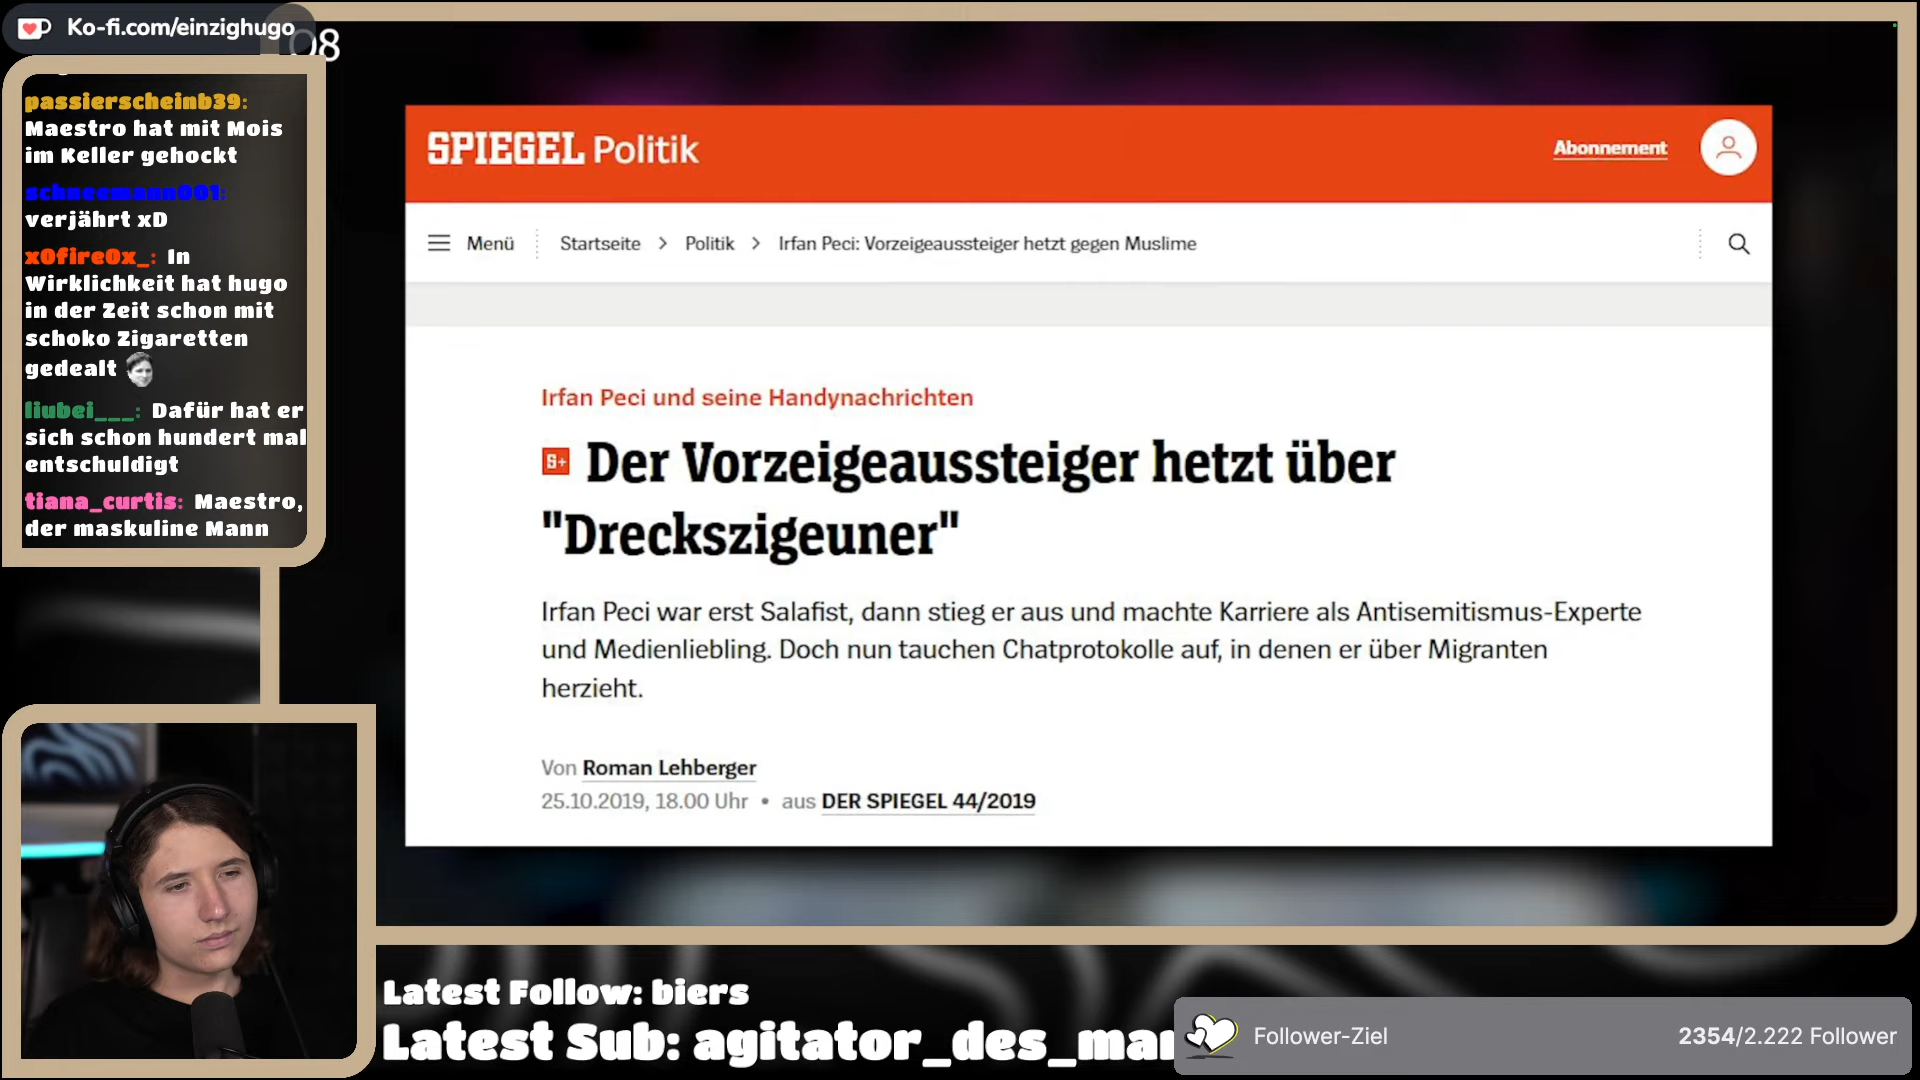 Ko-fi.com/einzighugo
08
passierscheinb39:
Maestro hat mit Mois
im Keller gehockt
schneemann001:
verjährt xD
x0fire0x_: In
Wirklichkeit hat hugo
in der Zeit schon mit
schoko Zigaretten
gedealt
liubei___: Dafür hat er
sich schon hundert mal
entschuldigt
tiana_curtis: Maestro,
der maskuline Mann
SPIEGEL Politik
Abonnement
Menü
Startseite > Politik > Irfan Peci: Vorzeigeaussteiger hetzt gegen Muslime
Irfan Peci und seine Handynachrichten
S+ Der Vorzeigeaussteiger hetzt über
"Dreckszigeuner"
Irfan Peci war erst Salafist, dann stieg er aus und machte Karriere als Antisemitismus-Experte
und Medienliebling. Doch nun tauchen Chatprotokolle auf, in denen er über Migranten
herzieht.
Von Roman Lehberger
25.10.2019, 18.00 Uhr • aus DER SPIEGEL 44/2019
Latest Follow: biers
Latest Sub: agitator_des_mar
Follower-Ziel
2354/2.222 Follower